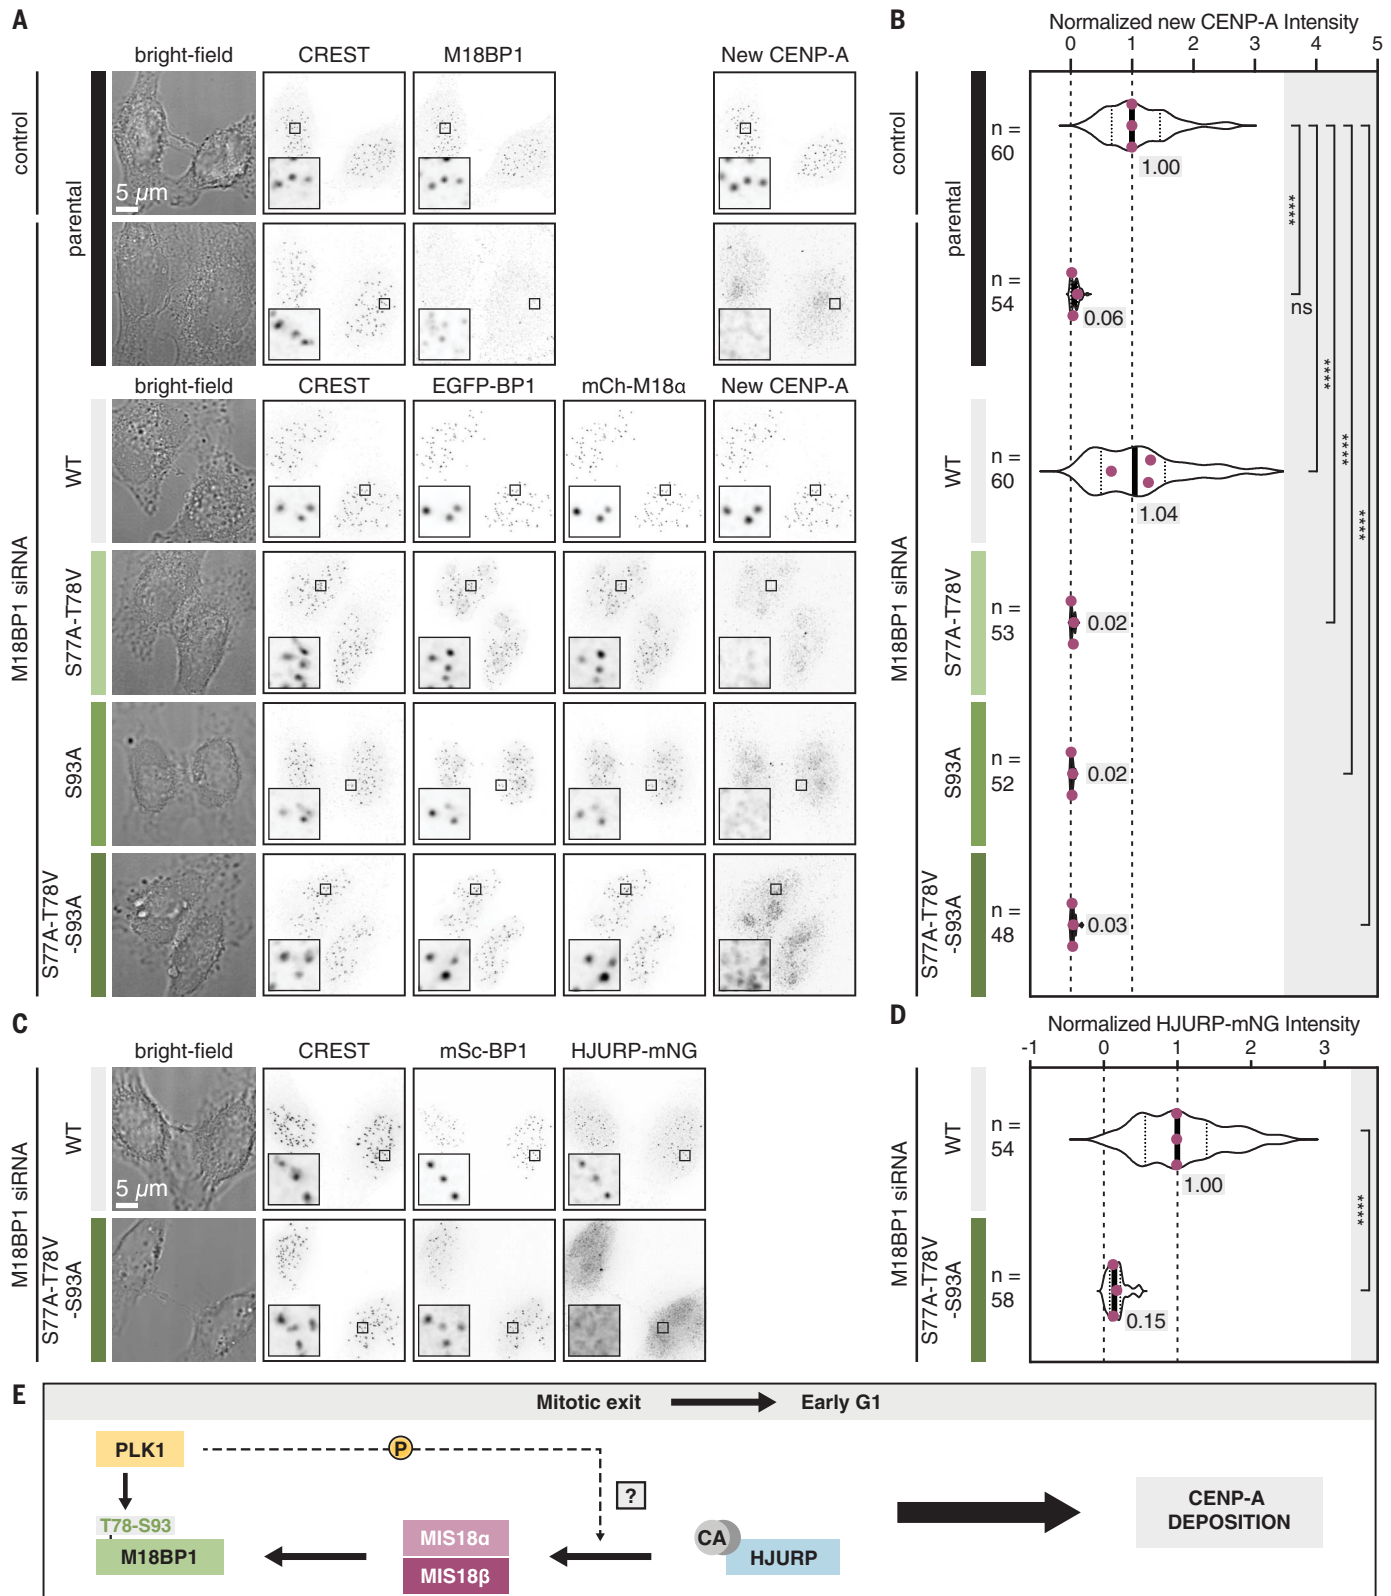 A
bright-field
CREST
M18BP1
New CENP-A
control
parental
5 µm
M18BP1 siRNA
bright-field
CREST
EGFP-BP1
mCh-M18α
New CENP-A
WT
S77A-T78V
S93A
S77A-T78V
-S93A
B
Normalized new CENP-A Intensity
0
1
2
3
4
5
control
parental
M18BP1 siRNA
n =
60
1.00
n =
54
0.06
WT
n =
60
1.04
S77A-T78V
n =
53
0.02
S93A
n =
52
0.02
S77A-T78V
-S93A
n =
48
0.03
****
ns
****
****
****
C
bright-field
CREST
mSc-BP1
HJURP-mNG
M18BP1 siRNA
WT
5 µm
S77A-T78V
-S93A
D
Normalized HJURP-mNG Intensity
-1
0
1
2
3
M18BP1 siRNA
WT
n =
54
1.00
S77A-T78V
-S93A
n =
58
0.15
****
E
Mitotic exit
Early G1
PLK1
P
?
T78-S93
M18BP1
MIS18α
MIS18β
CA
HJURP
CENP-A
DEPOSITION